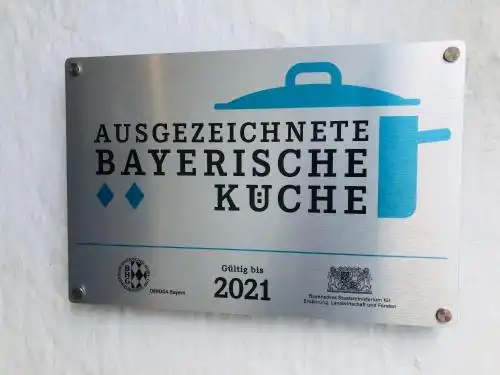 AUSGEZEICHNETE
BAYERISCHE
KÜCHE
Gültig bis
2021
DEHOGA Bayern
Bayerisches Staatsministerium für
Ernährung, Landwirtschaft und Forsten